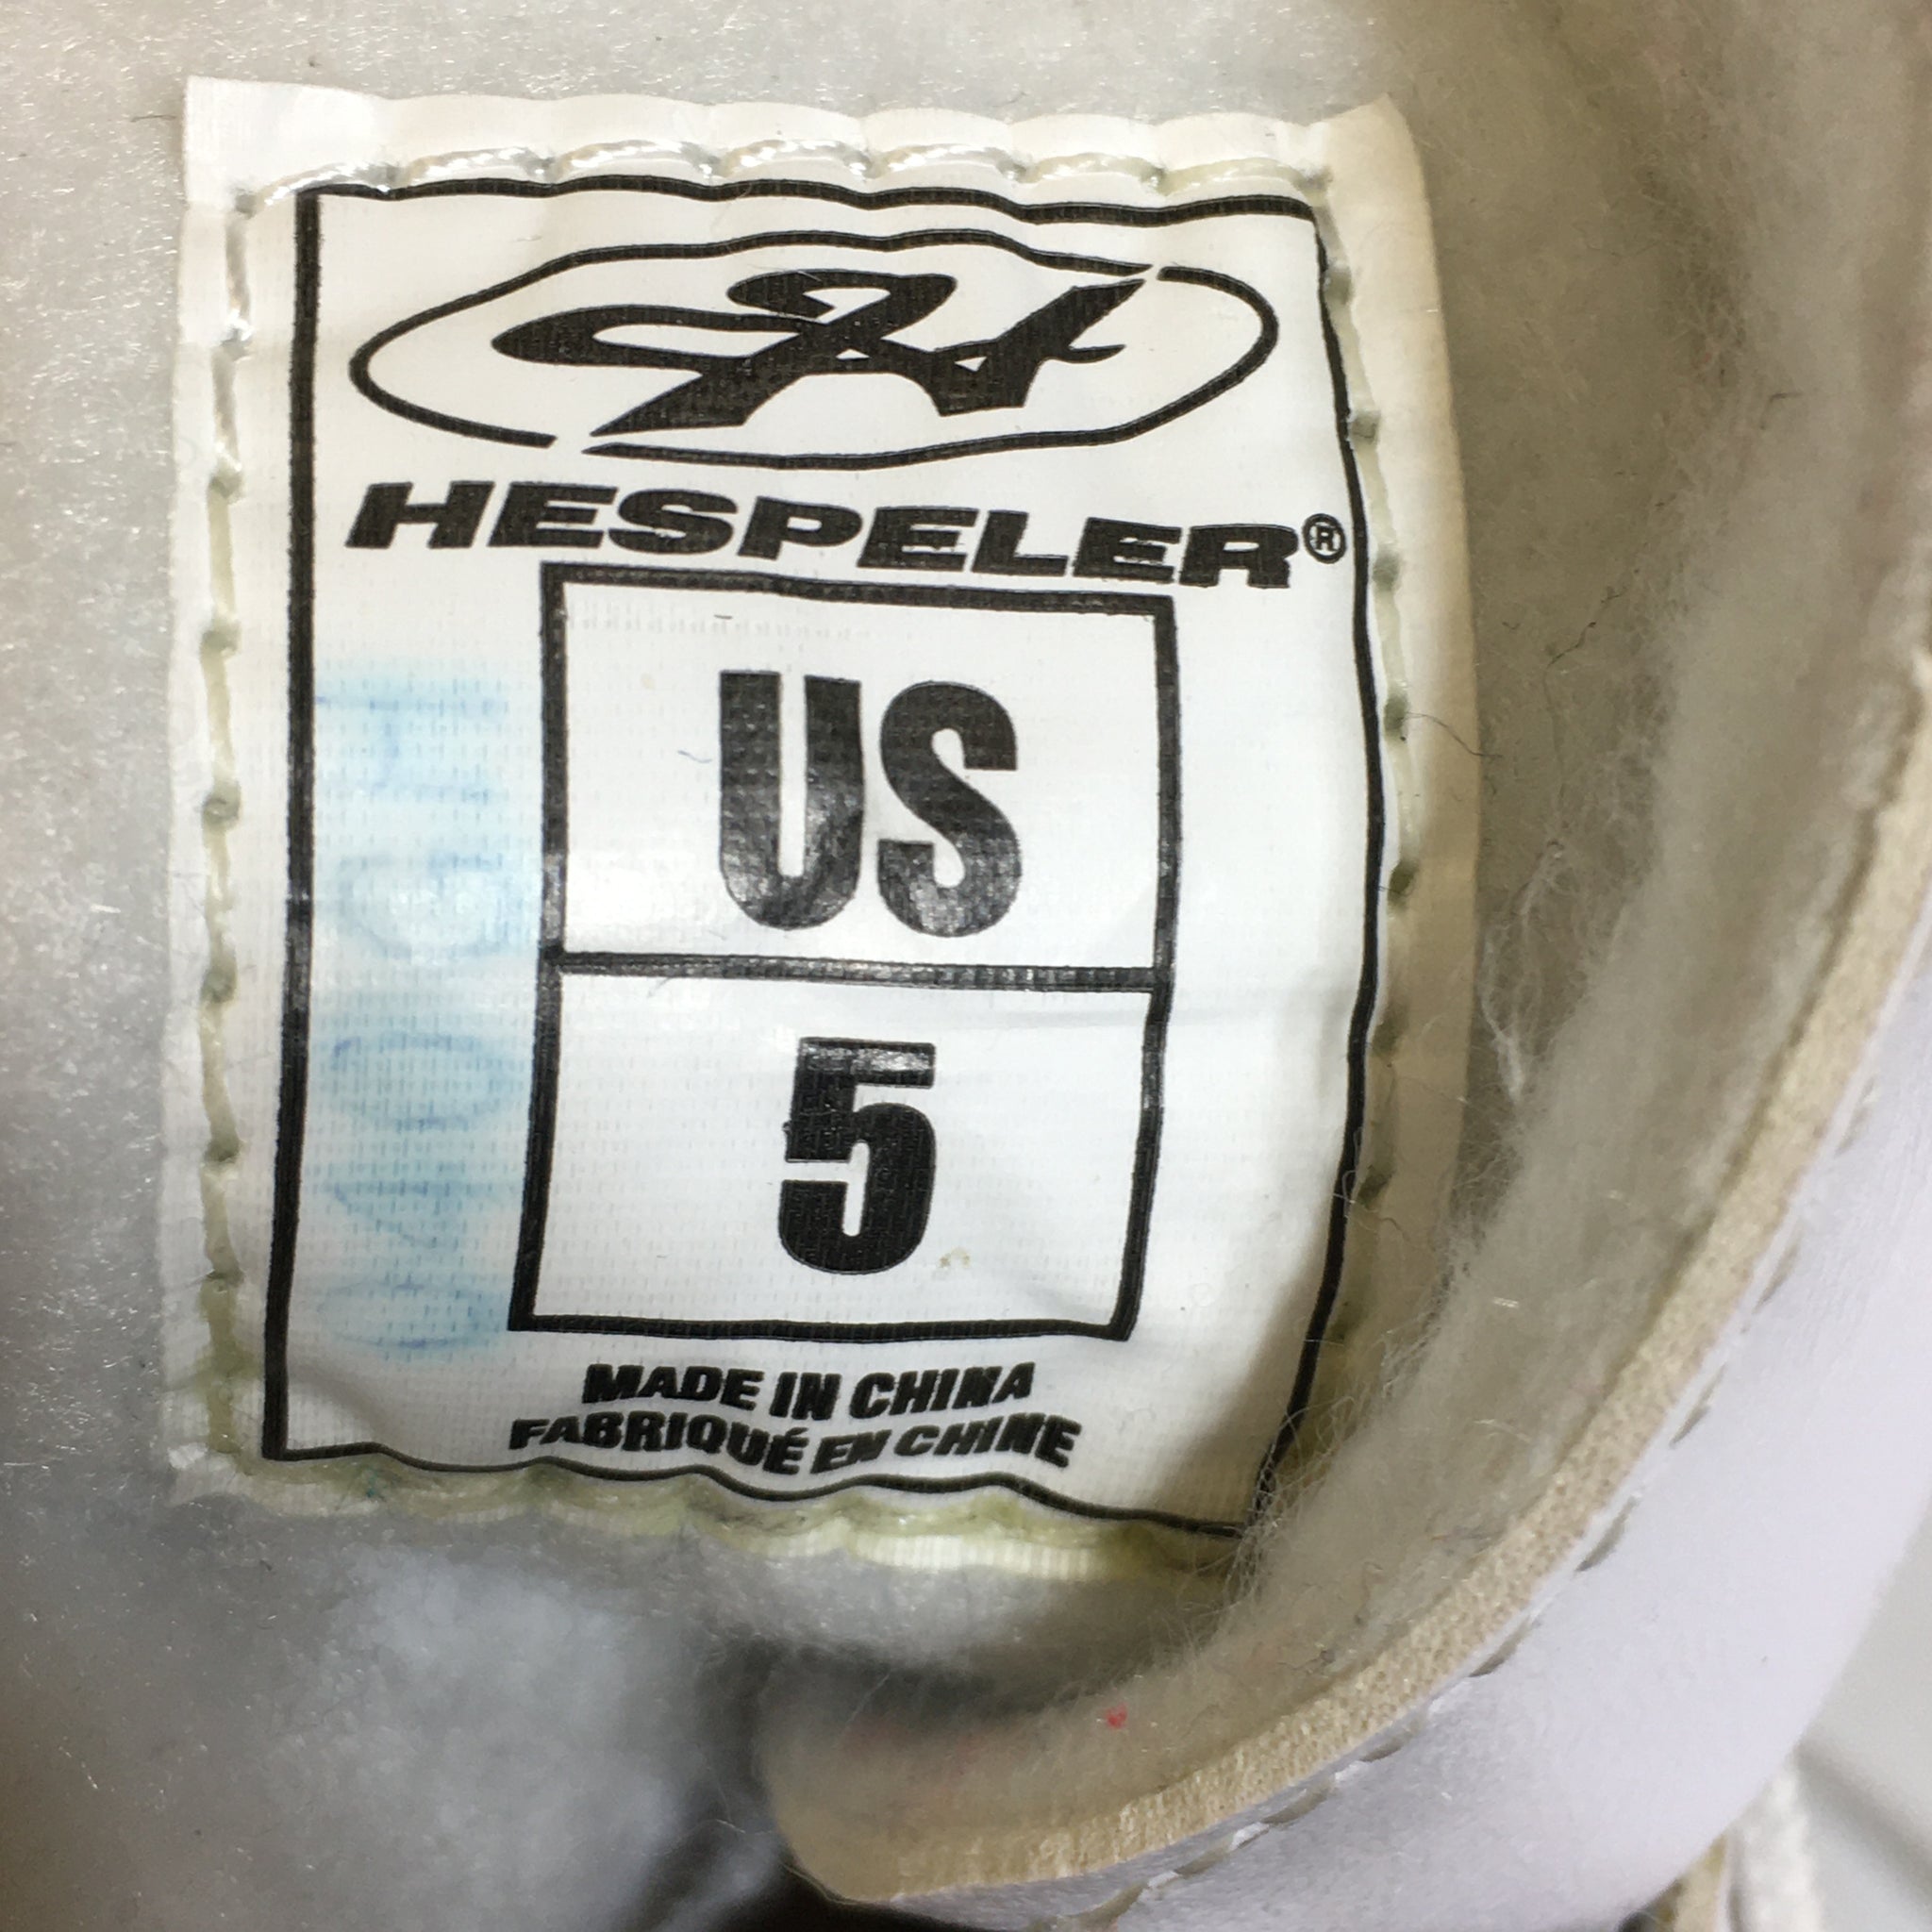 HESPELER®
US
5
MADE IN CHINA
FABRIQUÉ EN CHINE